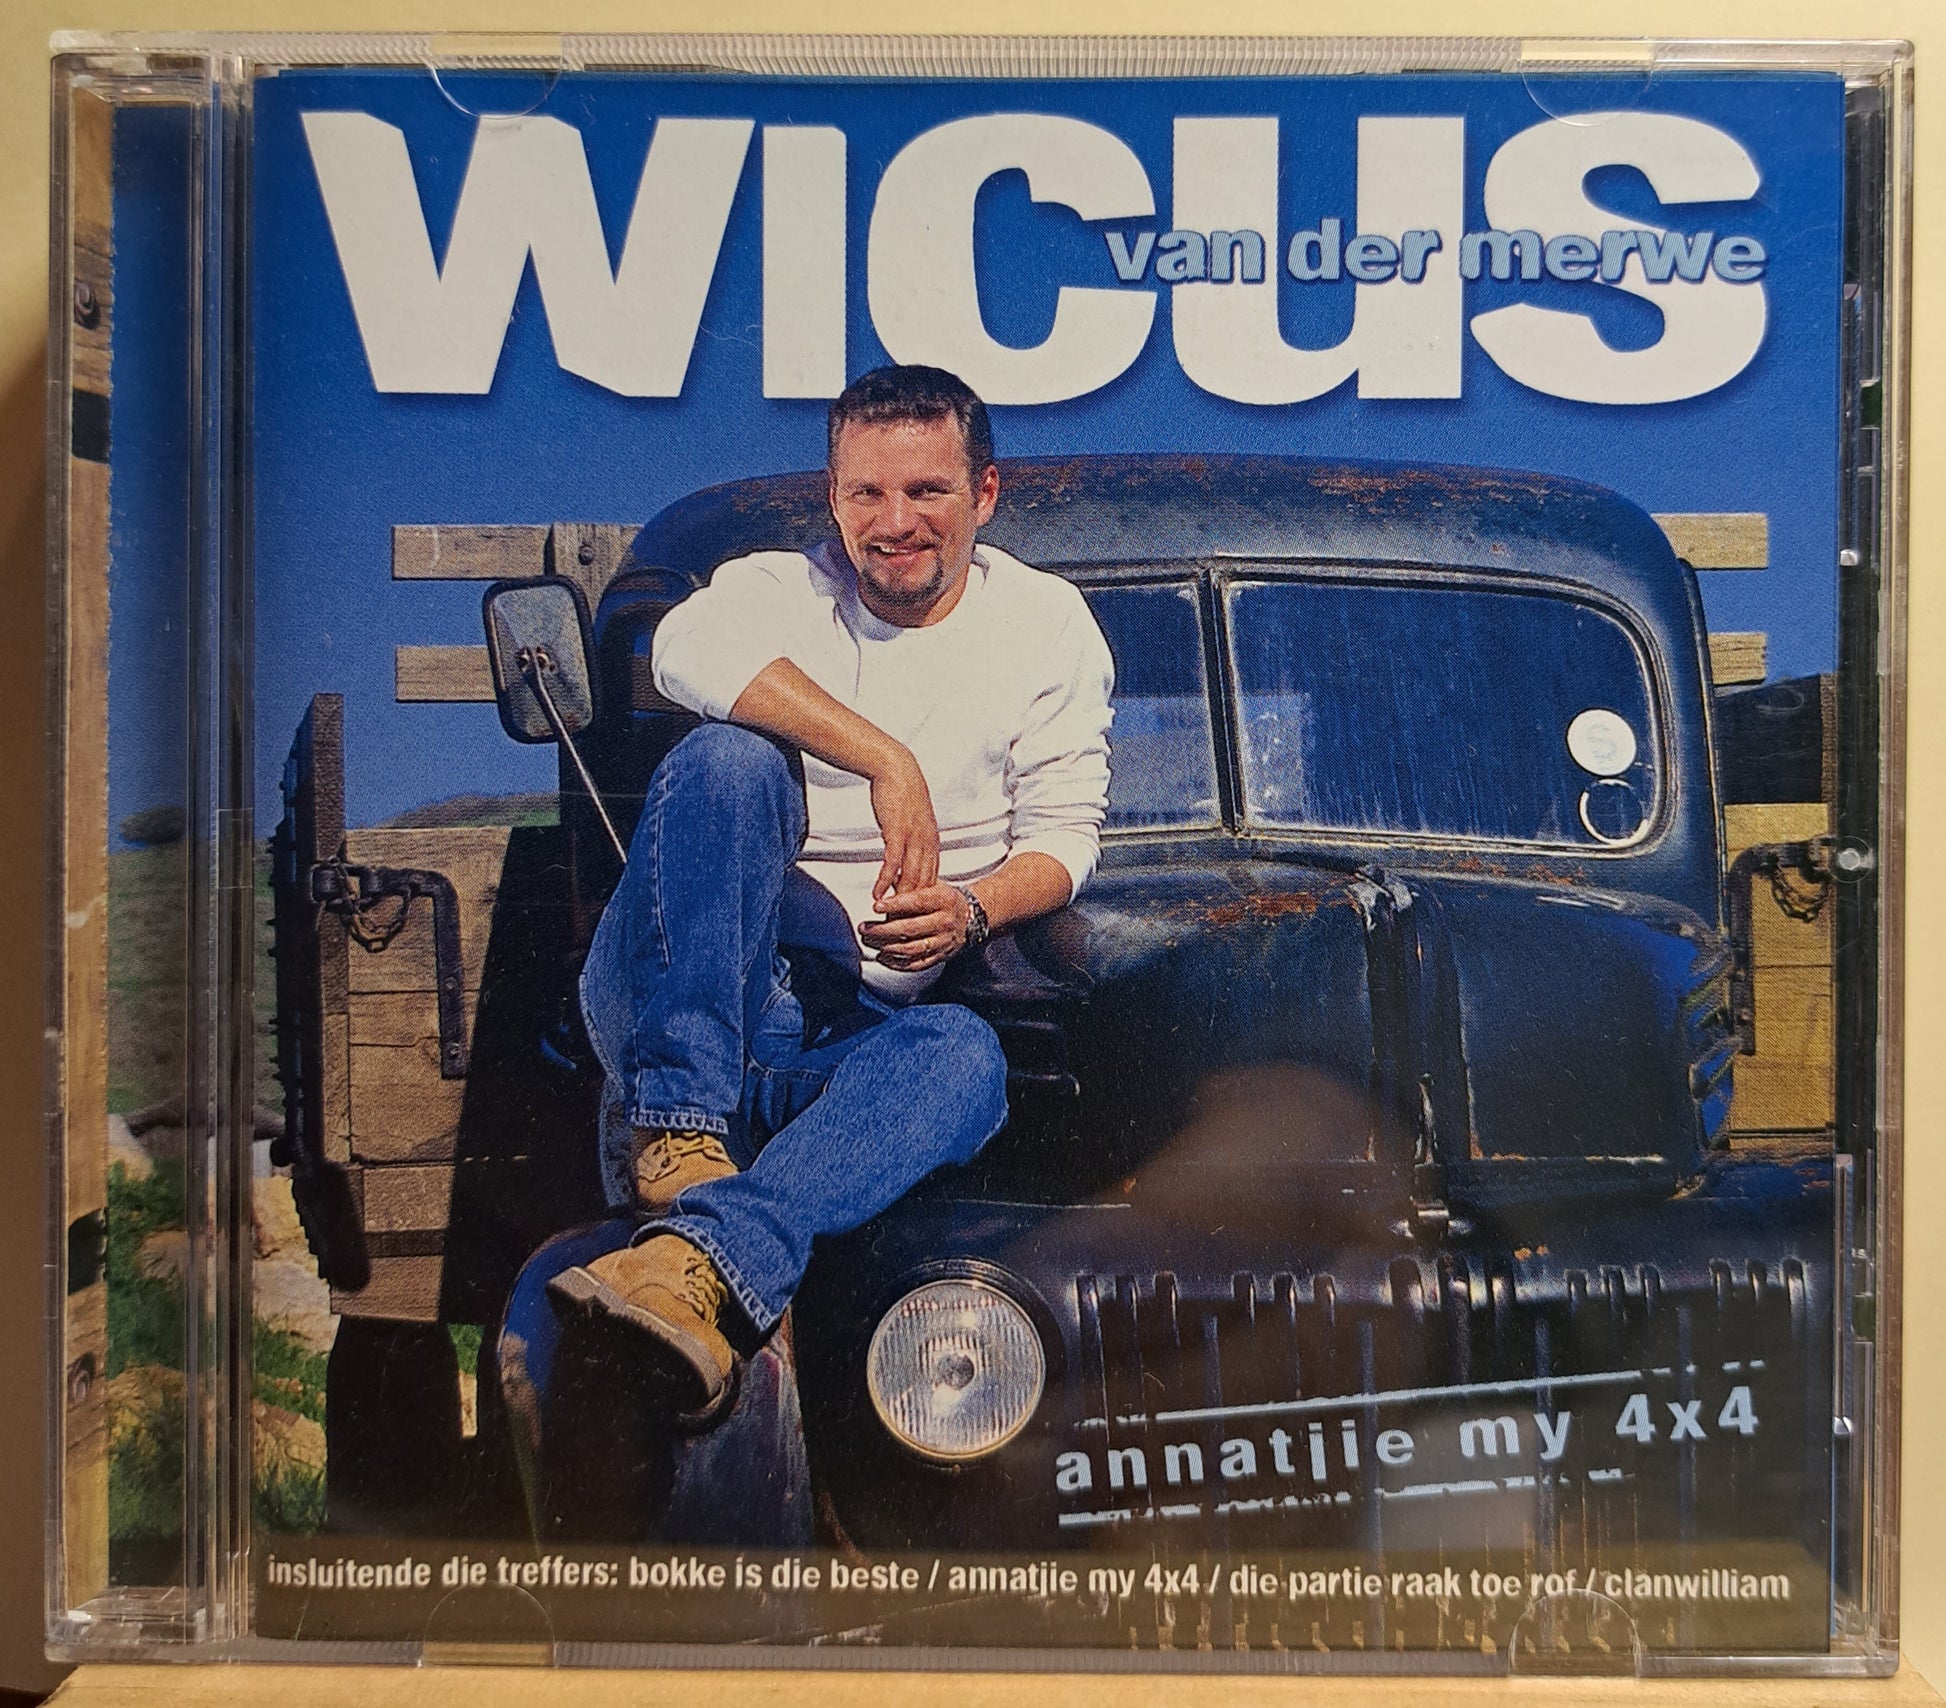 WICUS
van der merwe
S
annatjie my 4x4
insluitende die treffers: bokke is die beste / annatjie my 4x4 / die partie raak toe rof / clanwilliam